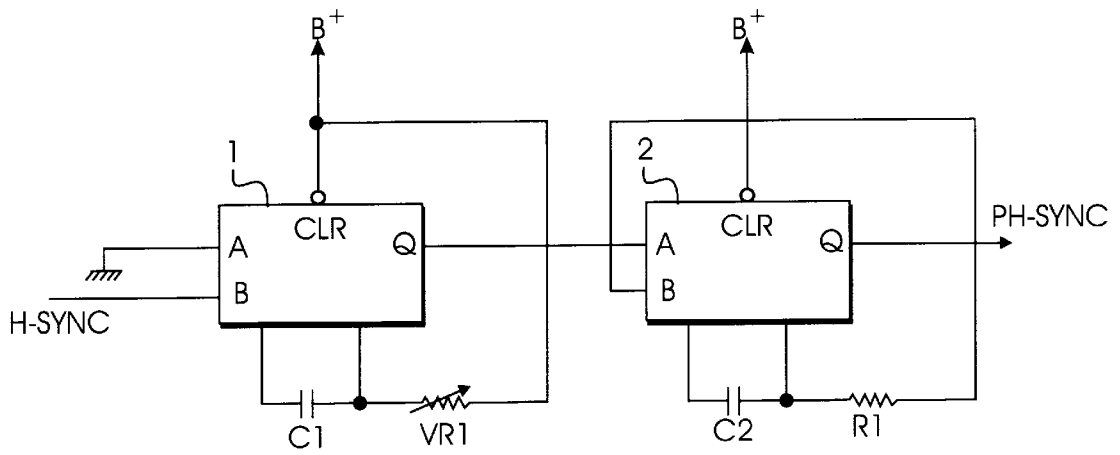 B+
B+
1
2
CLR
CLR
A
Q
A
Q
PH-SYNC
B
B
H-SYNC
C1
VR1
C2
R1